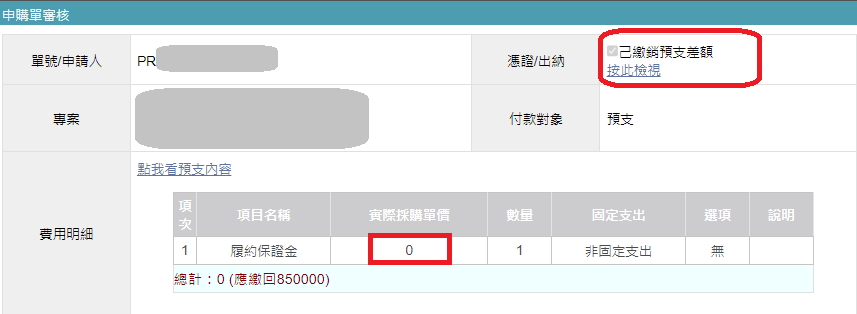 申購單審核
單號/申請人 PR 憑證/出納 已繳銷預支差額
按此檢視
專案 付款對象 預支
點我看預支內容
費用明細
項次 項目名稱 實際採購單價 數量 固定支出 選項 說明
1 履約保證金 0 1 非固定支出 無
總計：0 (應繳回850000)